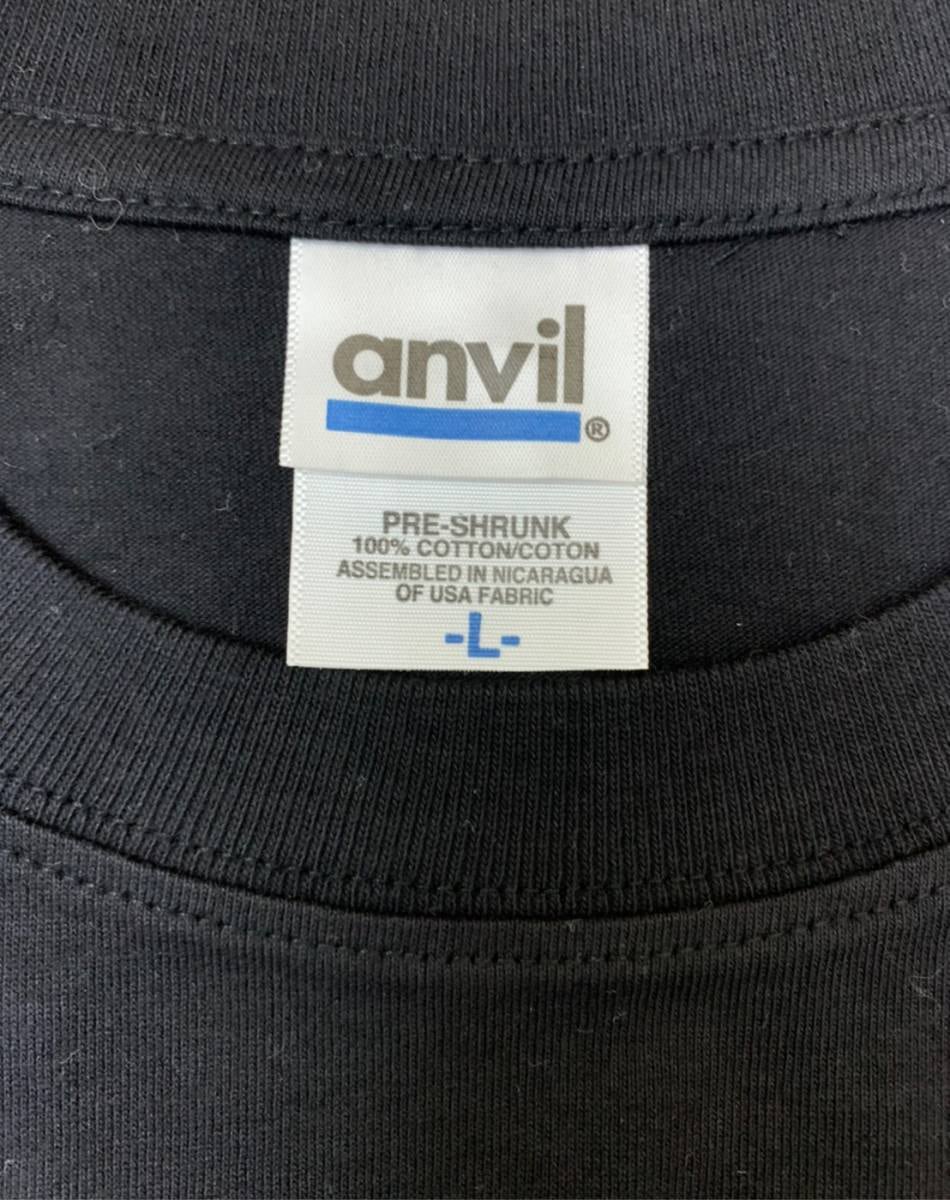 anvil®
PRE-SHRUNK
100% COTTON/COTON
ASSEMBLED IN NICARAGUA
OF USA FABRIC
-L-